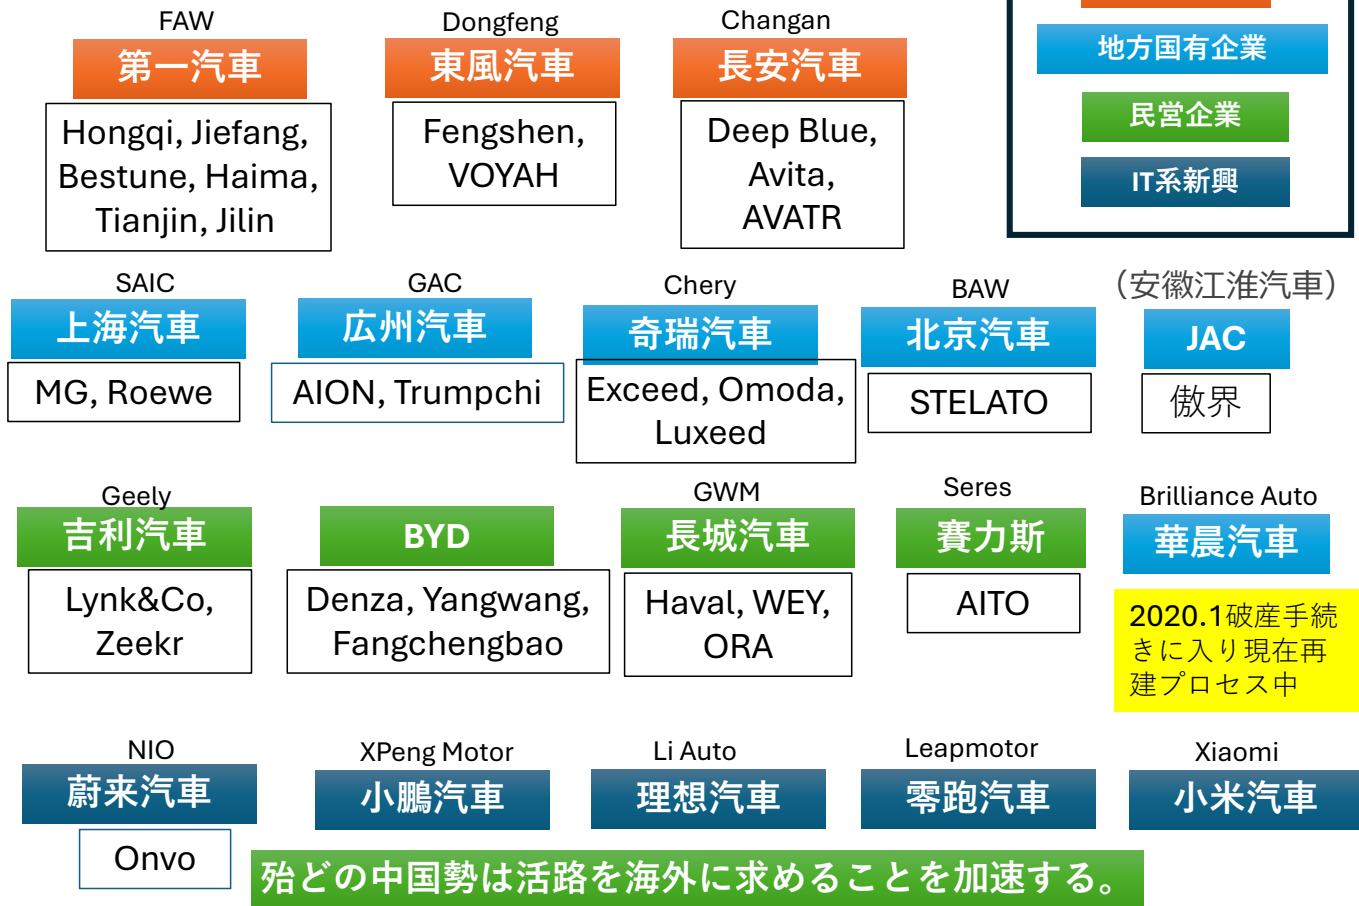 FAW
第一汽車
Hongqi, Jiefang,
Bestune, Haima,
Tianjin, Jilin
Dongfeng
東風汽車
Fengshen,
VOYAH
Changan
長安汽車
Deep Blue,
Avita,
AVATR
地方国有企業
民営企業
IT系新興
SAIC
上海汽車
MG, Roewe
GAC
広州汽車
AION, Trumpchi
Chery
奇瑞汽車
Exceed, Omoda,
Luxeed
BAW
北京汽車
STELATO
（安徽江淮汽車）
JAC
傲界
Geely
吉利汽車
Lynk&Co,
Zeekr
BYD
Denza, Yangwang,
Fangchengbao
GWM
長城汽車
Haval, WEY,
ORA
Seres
賽力斯
AITO
Brilliance Auto
華晨汽車
2020.1破産手続
きに入り現在再
建プロセス中
NIO
蔚来汽車
Onvo
XPeng Motor
小鵬汽車
Li Auto
理想汽車
Leapmotor
零跑汽車
Xiaomi
小米汽車
殆どの中国勢は活路を海外に求めることを加速する。